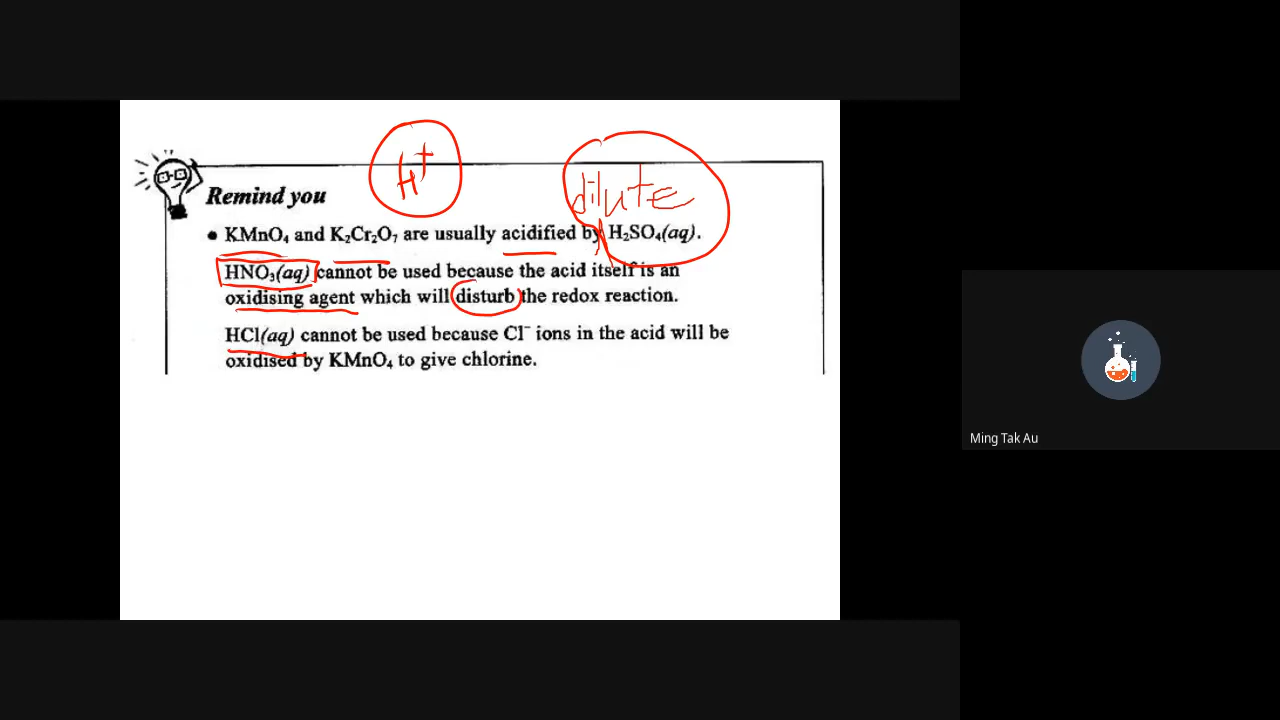 H⁺
dilute
Remind you
• KMnO₄ and K₂Cr₂O₇ are usually acidified by H₂SO₄(aq).
HNO₃(aq) cannot be used because the acid itself is an
oxidising agent which will disturb the redox reaction.
HCl(aq) cannot be used because Cl⁻ ions in the acid will be
oxidised by KMnO₄ to give chlorine.
Ming Tak Au